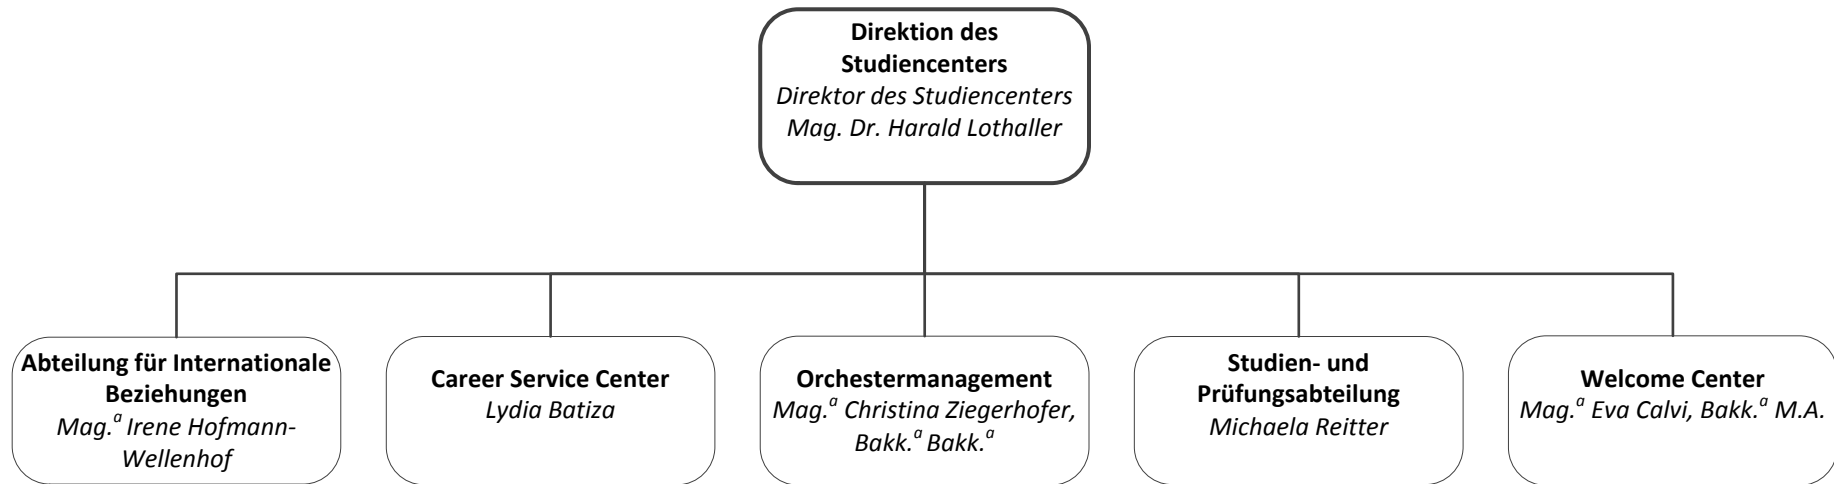 Direktion des
Studiencenters
Direktor des Studiencenters
Mag. Dr. Harald Lothaller
Abteilung für Internationale
Beziehungen
Mag.ª Irene Hofmann-
Wellenhof
Career Service Center
Lydia Batiza
Orchestermanagement
Mag.ª Christina Ziegerhofer,
Bakk.ª Bakk.ª
Studien- und
Prüfungsabteilung
Michaela Reitter
Welcome Center
Mag.ª Eva Calvi, Bakk.ª M.A.